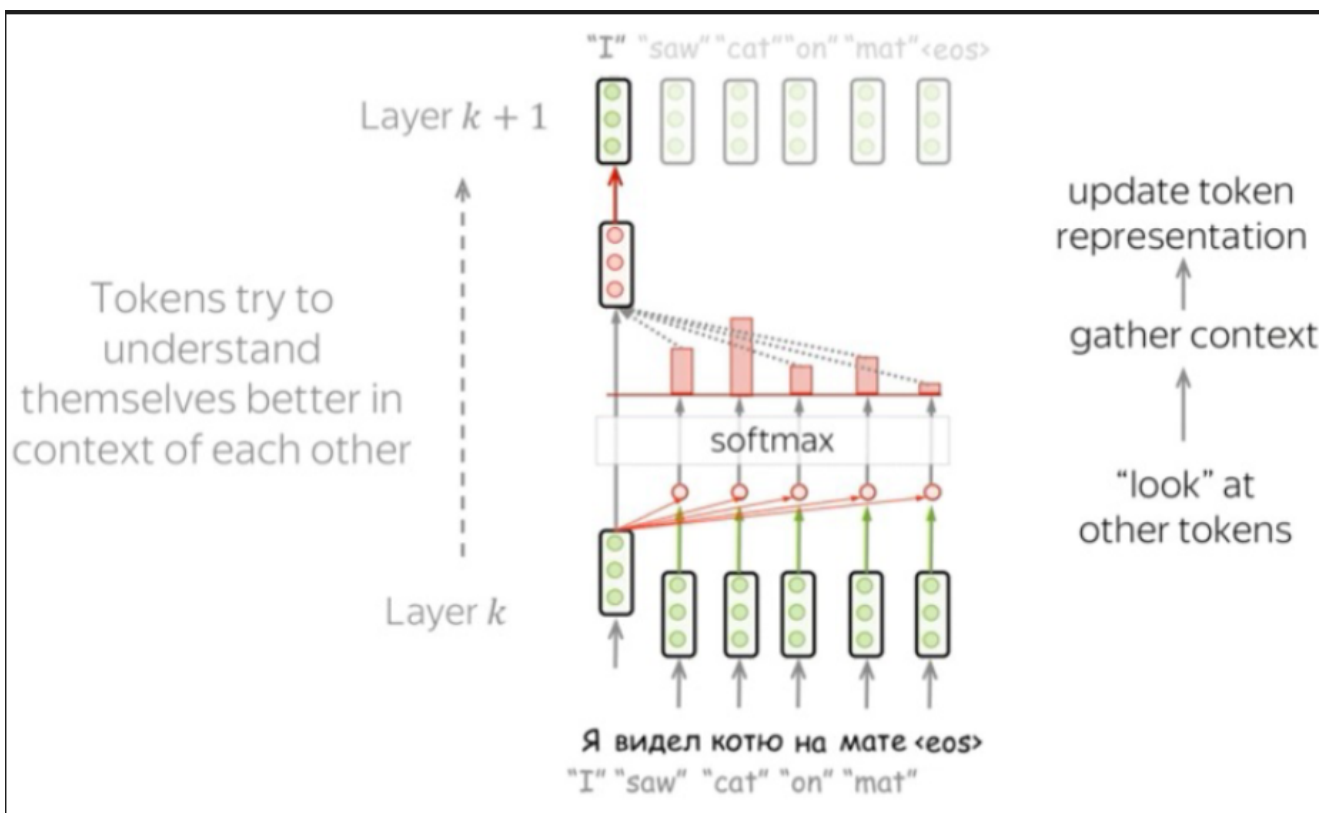 "I" "saw" "cat" "on" "mat" <eos>
Layer k + 1
update token
representation
Tokens try to
understand
themselves better in
context of each other
gather context
softmax
"look" at
other tokens
Layer k
Я видел котю на мате <eos>
"I" "saw" "cat" "on" "mat"